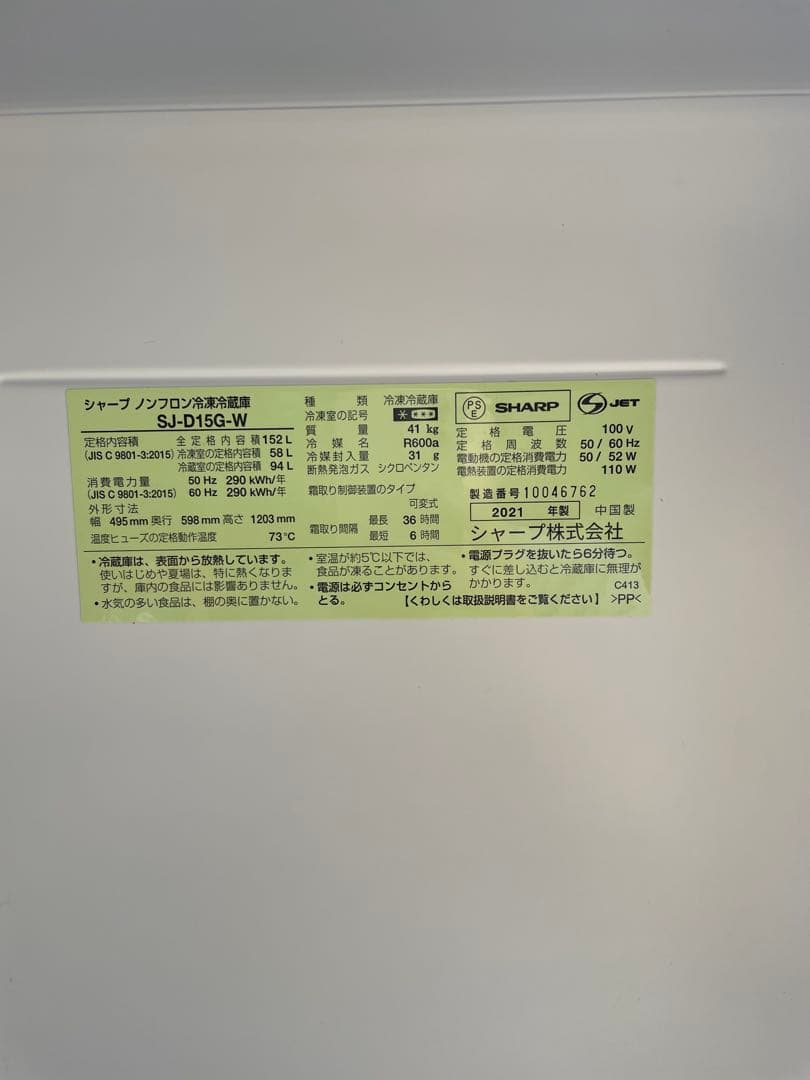 シャープ ノンフロン冷凍冷蔵庫
SJ-D15G-W
定格内容積 全定格内容積 152 L
(JIS C 9801-3:2015) 冷凍室の定格内容積 58 L
冷蔵室の定格内容積 94 L
消費電力量 50 Hz 290 kWh/年
(JIS C 9801-3:2015) 60 Hz 290 kWh/年
外形寸法
幅 495 mm 奥行 598 mm 高さ 1203 mm
温度ヒューズの定格動作温度 73℃
種類 冷凍冷蔵庫
冷凍室の記号
質量 41 kg
冷媒名 R600a
冷媒封入量 31 g
断熱発泡ガス シクロペンタン
霜取り制御装置のタイプ
可変式
霜取り間隔 最長 36 時間
最短 6 時間
PSE SHARP JET
定格電圧 100 V
定格周波数 50 / 60 Hz
電動機の定格消費電力 50 / 52 W
電熱装置の定格消費電力 110 W
製造番号 10046762
2021 年製 中国製
シャープ株式会社
・冷蔵庫は、表面から放熱しています。
使いはじめや夏場は、特に熱くなりま
すが、庫内の食品には影響ありません。
・水気の多い食品は、棚の奥に置かない。
・室温が約5℃以下では、
食品が凍ることがあります。
・電源は必ずコンセントから
とる。
・電源プラグを抜いたら6分待つ。
すぐに差し込むと冷蔵庫に無理が
かかります。 C413
【くわしくは取扱説明書をご覧ください】 >PP<